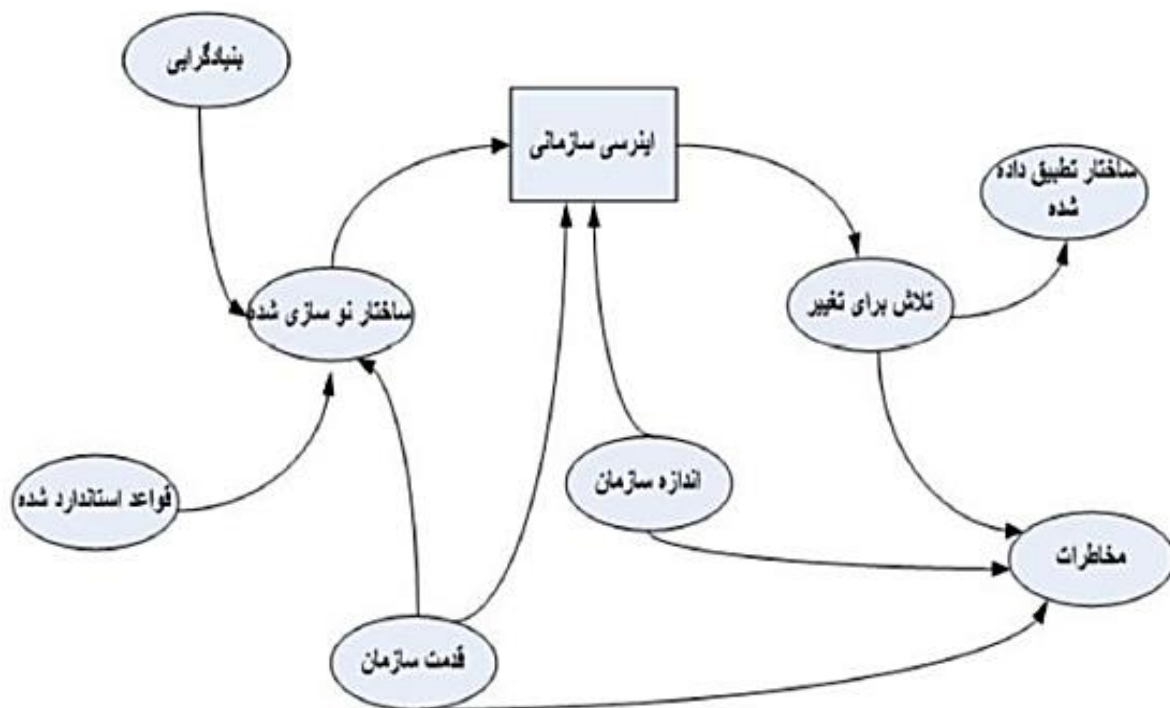 بنیادگرایی
اینرسی سازمانی
ساختار تطبیق داده
شده
تلاش برای تغییر
ساختار نو سازی شده
قواعد استاندارد شده
اندازه سازمان
مخاطرات
قدمت سازمان